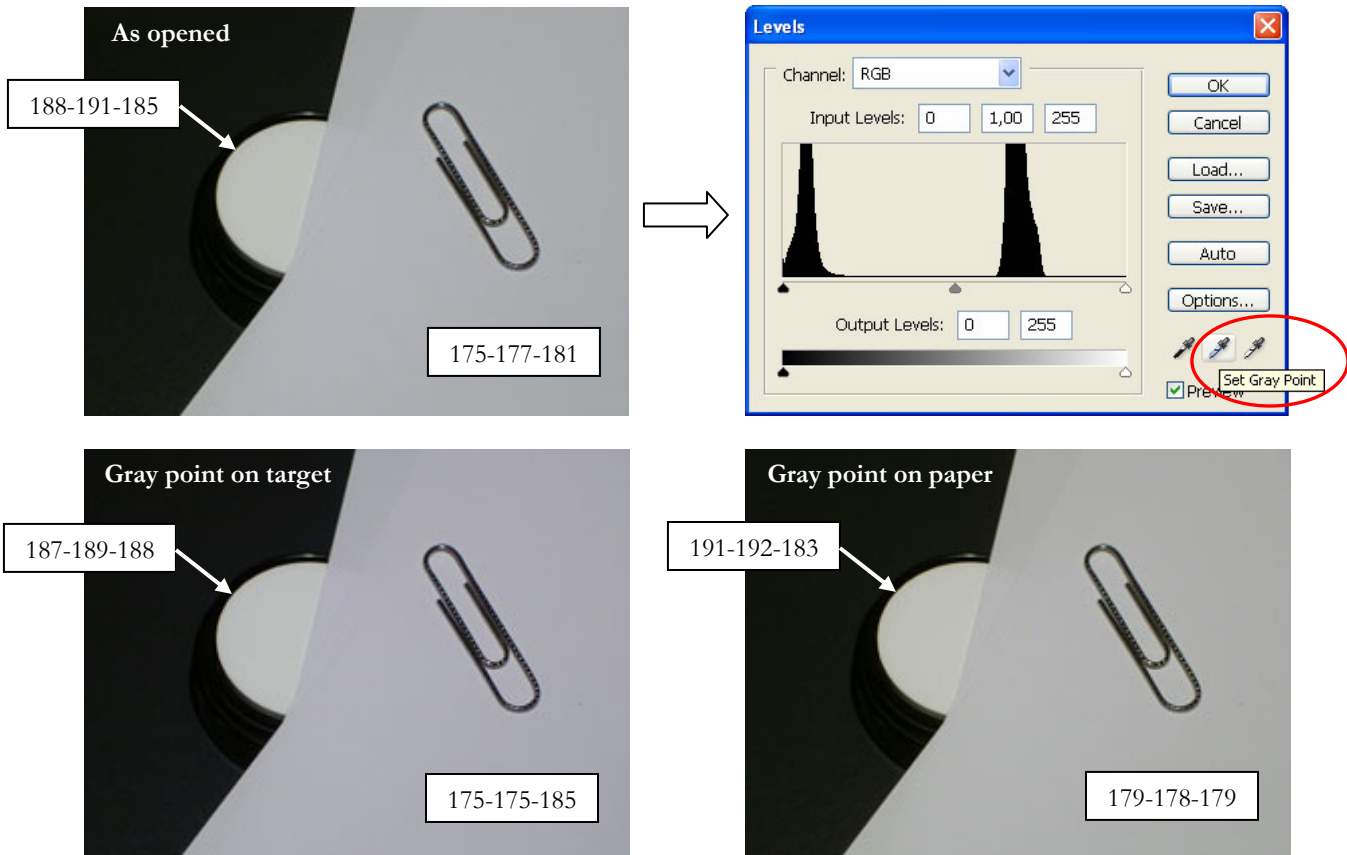 As opened
188-191-185
175-177-181
Levels
Channel: RGB
Input Levels: 0 1,00 255
Output Levels: 0 255
OK
Cancel
Load...
Save...
Auto
Options...
Set Gray Point
Preview
Gray point on target
187-189-188
175-175-185
Gray point on paper
191-192-183
179-178-179